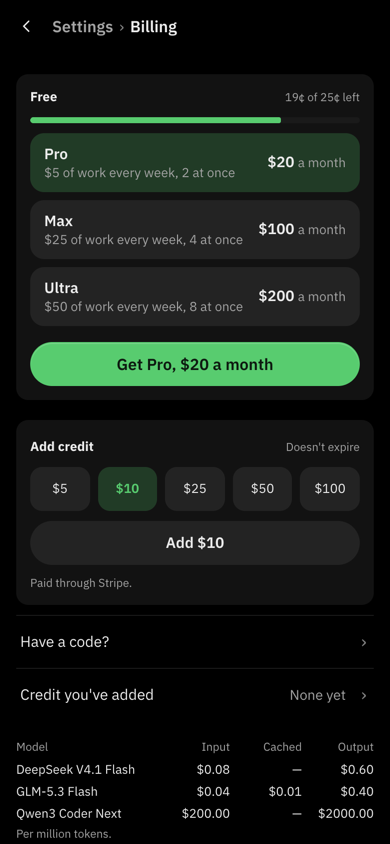 Settings › Billing
Free 19¢ of 25¢ left
Pro
$5 of work every week, 2 at once
$20 a month
Max
$25 of work every week, 4 at once
$100 a month
Ultra
$50 of work every week, 8 at once
$200 a month
Get Pro, $20 a month
Add credit Doesn't expire
$5 $10 $25 $50 $100
Add $10
Paid through Stripe.
Have a code?
Credit you've added None yet
Model Input Cached Output
DeepSeek V4.1 Flash $0.08 — $0.60
GLM-5.3 Flash $0.04 $0.01 $0.40
Qwen3 Coder Next $200.00 — $2000.00
Per million tokens.